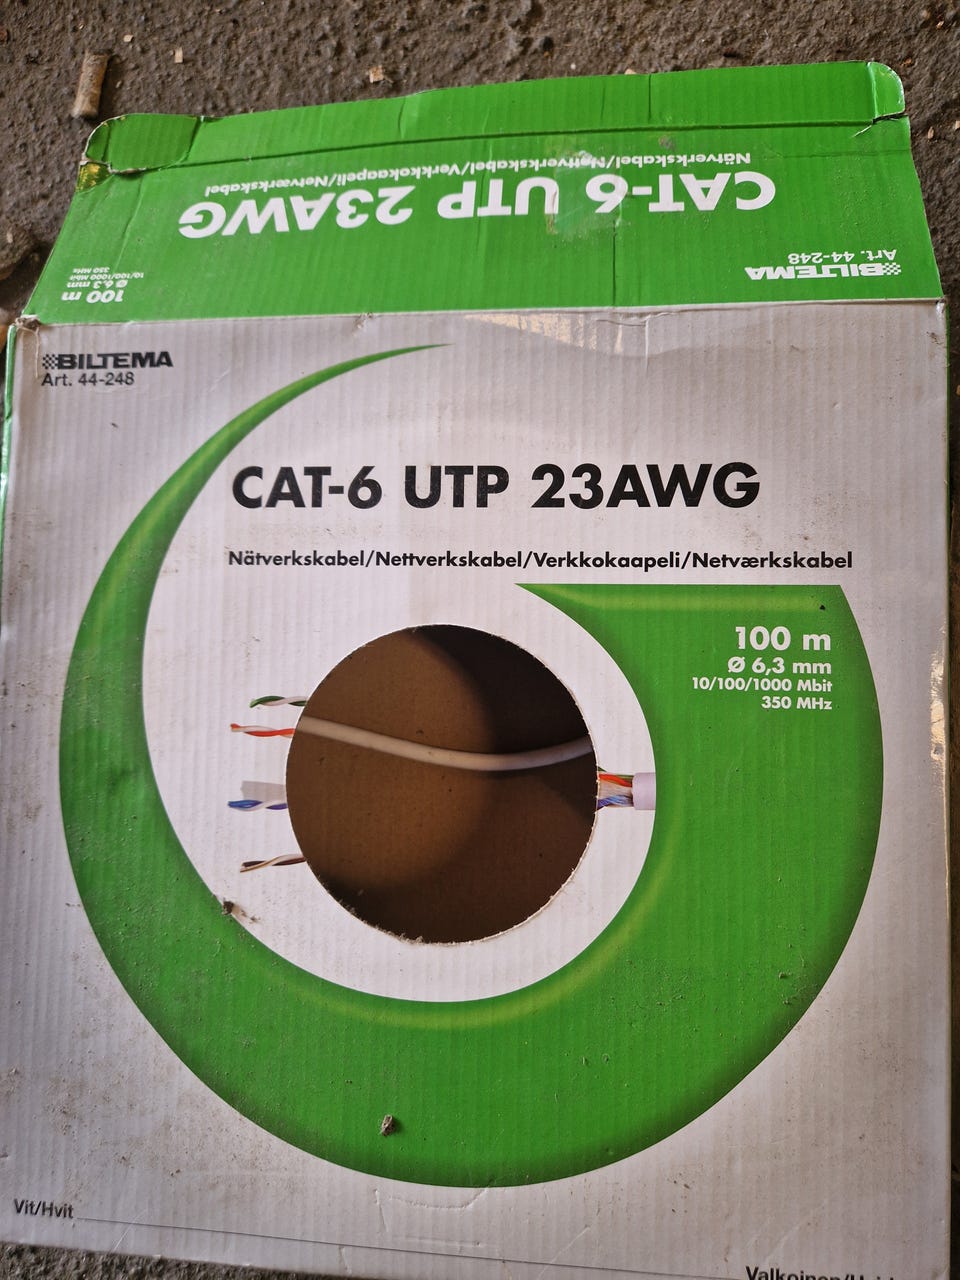 CAT-6 UTP 23AWG
Nätverkskabel/Nettverkskabel/Verkkokaapeli/Netværkskabel
BILTEMA
Art. 44-248
100 m
Ø 6,3 mm
10/100/1000 Mbit
350 MHz
BILTEMA
Art. 44-248
CAT-6 UTP 23AWG
Nätverkskabel/Nettverkskabel/Verkkokaapeli/Netværkskabel
100 m
Ø 6,3 mm
10/100/1000 Mbit
350 MHz
Vit/Hvit